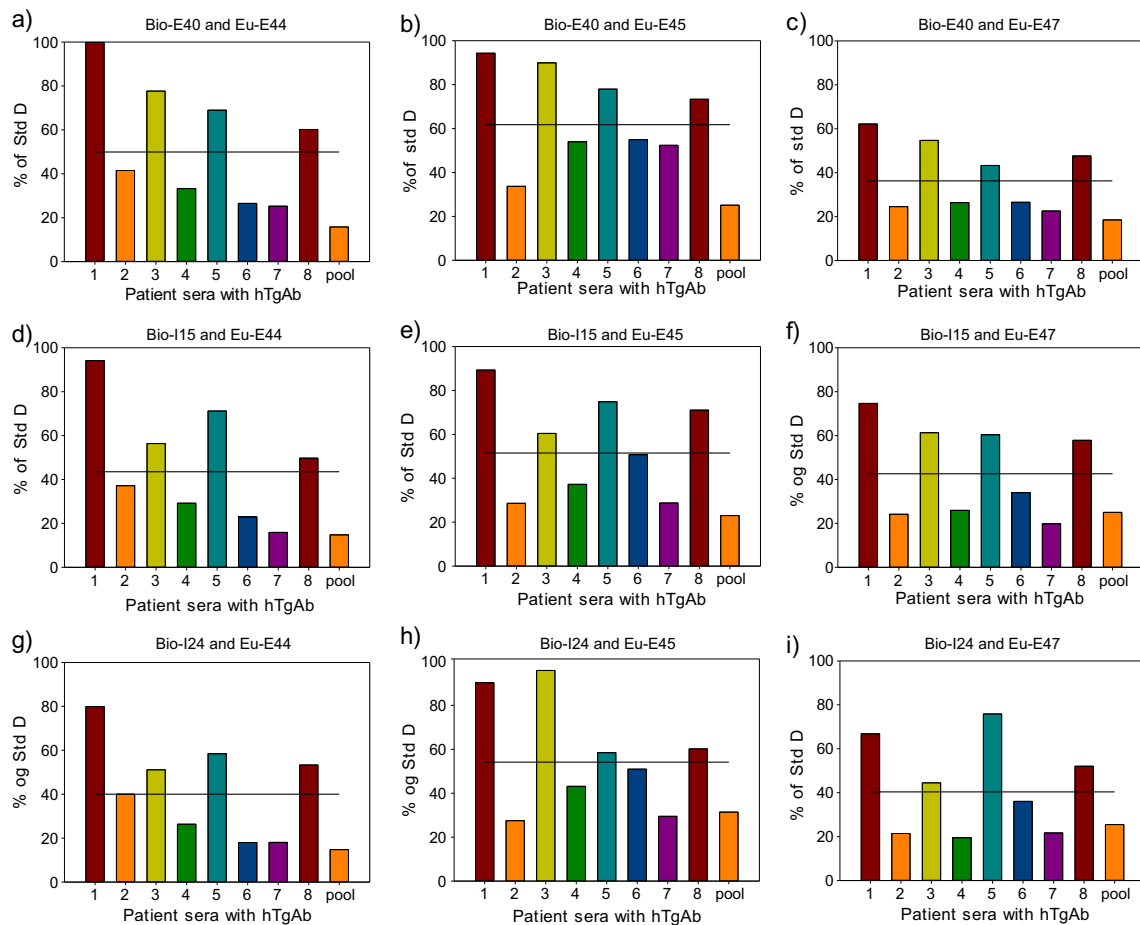 a)
Bio-E40 and Eu-E44
% of Std D
100
80
60
40
20
0
1 2 3 4 5 6 7 8 pool
Patient sera with hTgAb
b)
Bio-E40 and Eu-E45
%of std D
100
80
60
40
20
0
1 2 3 4 5 6 7 8 pool
Patient sera with hTgAb
c)
Bio-E40 and Eu-E47
% of std D
100
80
60
40
20
0
1 2 3 4 5 6 7 8 pool
Patient sera with hTgAb
d)
Bio-I15 and Eu-E44
% of Std D
100
80
60
40
20
0
1 2 3 4 5 6 7 8 pool
Patient sera with hTgAb
e)
Bio-I15 and Eu-E45
% of Std D
100
80
60
40
20
0
1 2 3 4 5 6 7 8 pool
Patient sera with hTgAb
f)
Bio-I15 and Eu-E47
% og Std D
100
80
60
40
20
0
1 2 3 4 5 6 7 8 pool
Patient sera with hTgAb
g)
Bio-I24 and Eu-E44
% og Std D
100
80
60
40
20
0
1 2 3 4 5 6 7 8 pool
Patient sera with hTgAb
h)
Bio-I24 and Eu-E45
% og Std D
100
80
60
40
20
0
1 2 3 4 5 6 7 8 pool
Patient sera with hTgAb
i)
Bio-I24 and Eu-E47
% of Std D
100
80
60
40
20
0
1 2 3 4 5 6 7 8 pool
Patient sera with hTgAb